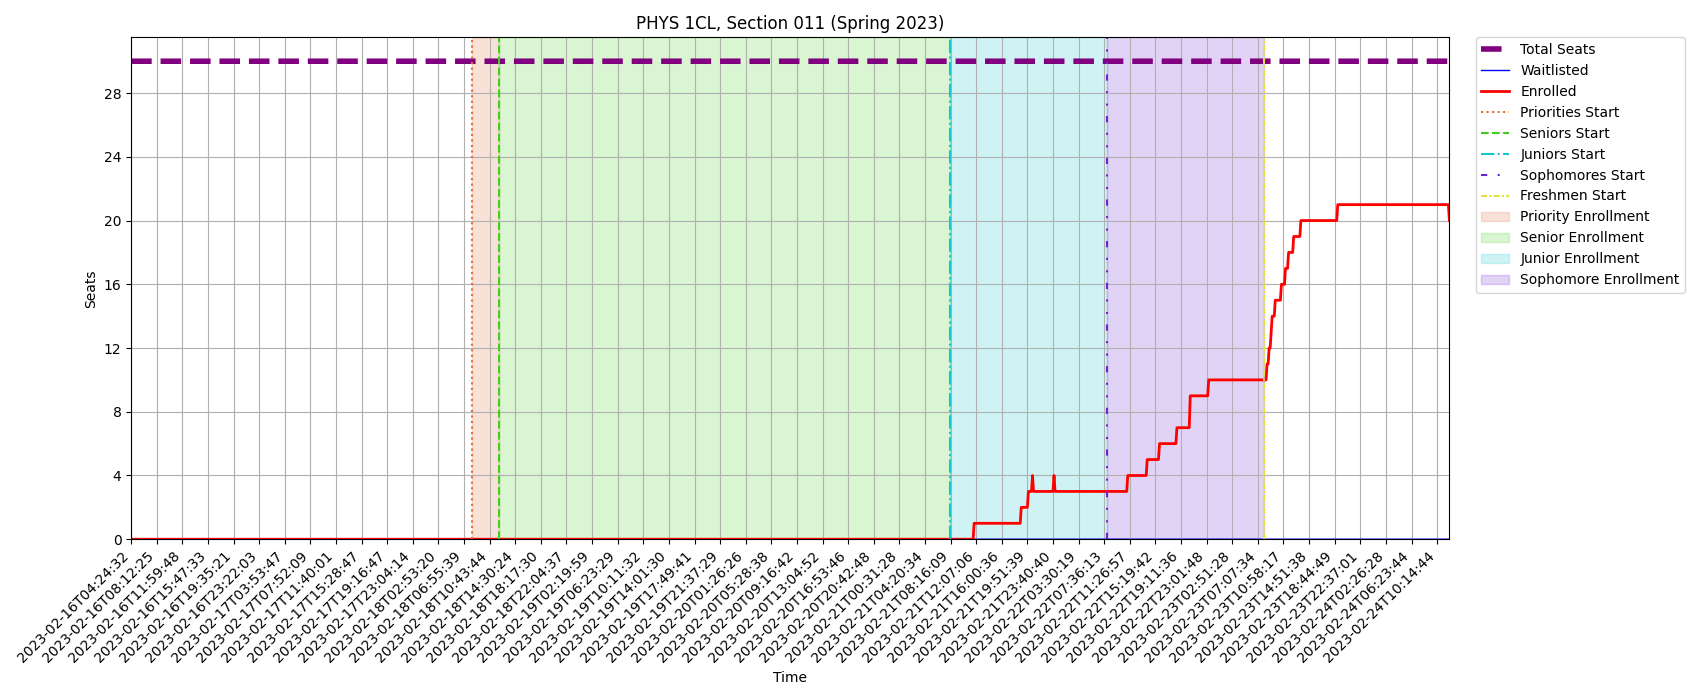 PHYS 1CL, Section 011 (Spring 2023)
Total Seats
Waitlisted
Enrolled
Priorities Start
Seniors Start
Juniors Start
Sophomores Start
Freshmen Start
Priority Enrollment
Senior Enrollment
Junior Enrollment
Sophomore Enrollment
Seats
28
24
20
16
12
8
4
0
2023-02-16T04:24:32
2023-02-16T08:12:25
2023-02-16T11:59:48
2023-02-16T15:47:33
2023-02-16T19:35:21
2023-02-16T23:22:03
2023-02-17T03:53:47
2023-02-17T07:52:09
2023-02-17T11:40:01
2023-02-17T15:28:47
2023-02-17T19:16:47
2023-02-17T23:04:14
2023-02-18T02:53:20
2023-02-18T06:55:39
2023-02-18T10:43:44
2023-02-18T14:30:24
2023-02-18T18:17:30
2023-02-18T22:04:37
2023-02-19T02:19:59
2023-02-19T06:23:29
2023-02-19T10:11:32
2023-02-19T14:01:30
2023-02-19T17:49:41
2023-02-19T21:37:29
2023-02-20T01:26:26
2023-02-20T05:28:38
2023-02-20T09:16:42
2023-02-20T13:04:52
2023-02-20T16:53:46
2023-02-20T20:42:48
2023-02-21T00:31:28
2023-02-21T04:20:34
2023-02-21T08:16:09
2023-02-21T12:07:06
2023-02-21T16:00:36
2023-02-21T19:51:39
2023-02-21T23:40:40
2023-02-22T03:30:19
2023-02-22T07:36:13
2023-02-22T11:26:57
2023-02-22T15:19:42
2023-02-22T19:11:36
2023-02-22T23:01:48
2023-02-23T02:51:28
2023-02-23T07:07:34
2023-02-23T10:58:17
2023-02-23T14:51:38
2023-02-23T18:44:49
2023-02-23T22:37:01
2023-02-24T02:26:28
2023-02-24T06:23:44
2023-02-24T10:14:44
Time